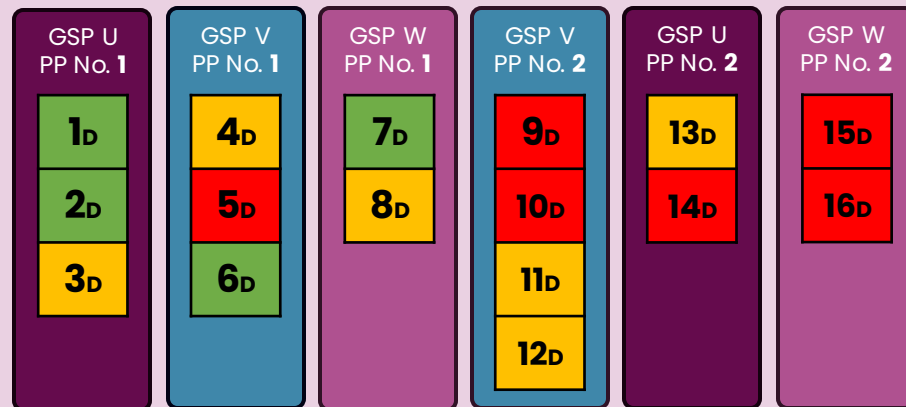 GSP U
PP No. 1
1D
2D
3D
GSP V
PP No. 1
4D
5D
6D
GSP W
PP No. 1
7D
8D
GSP V
PP No. 2
9D
10D
11D
12D
GSP U
PP No. 2
13D
14D
GSP W
PP No. 2
15D
16D